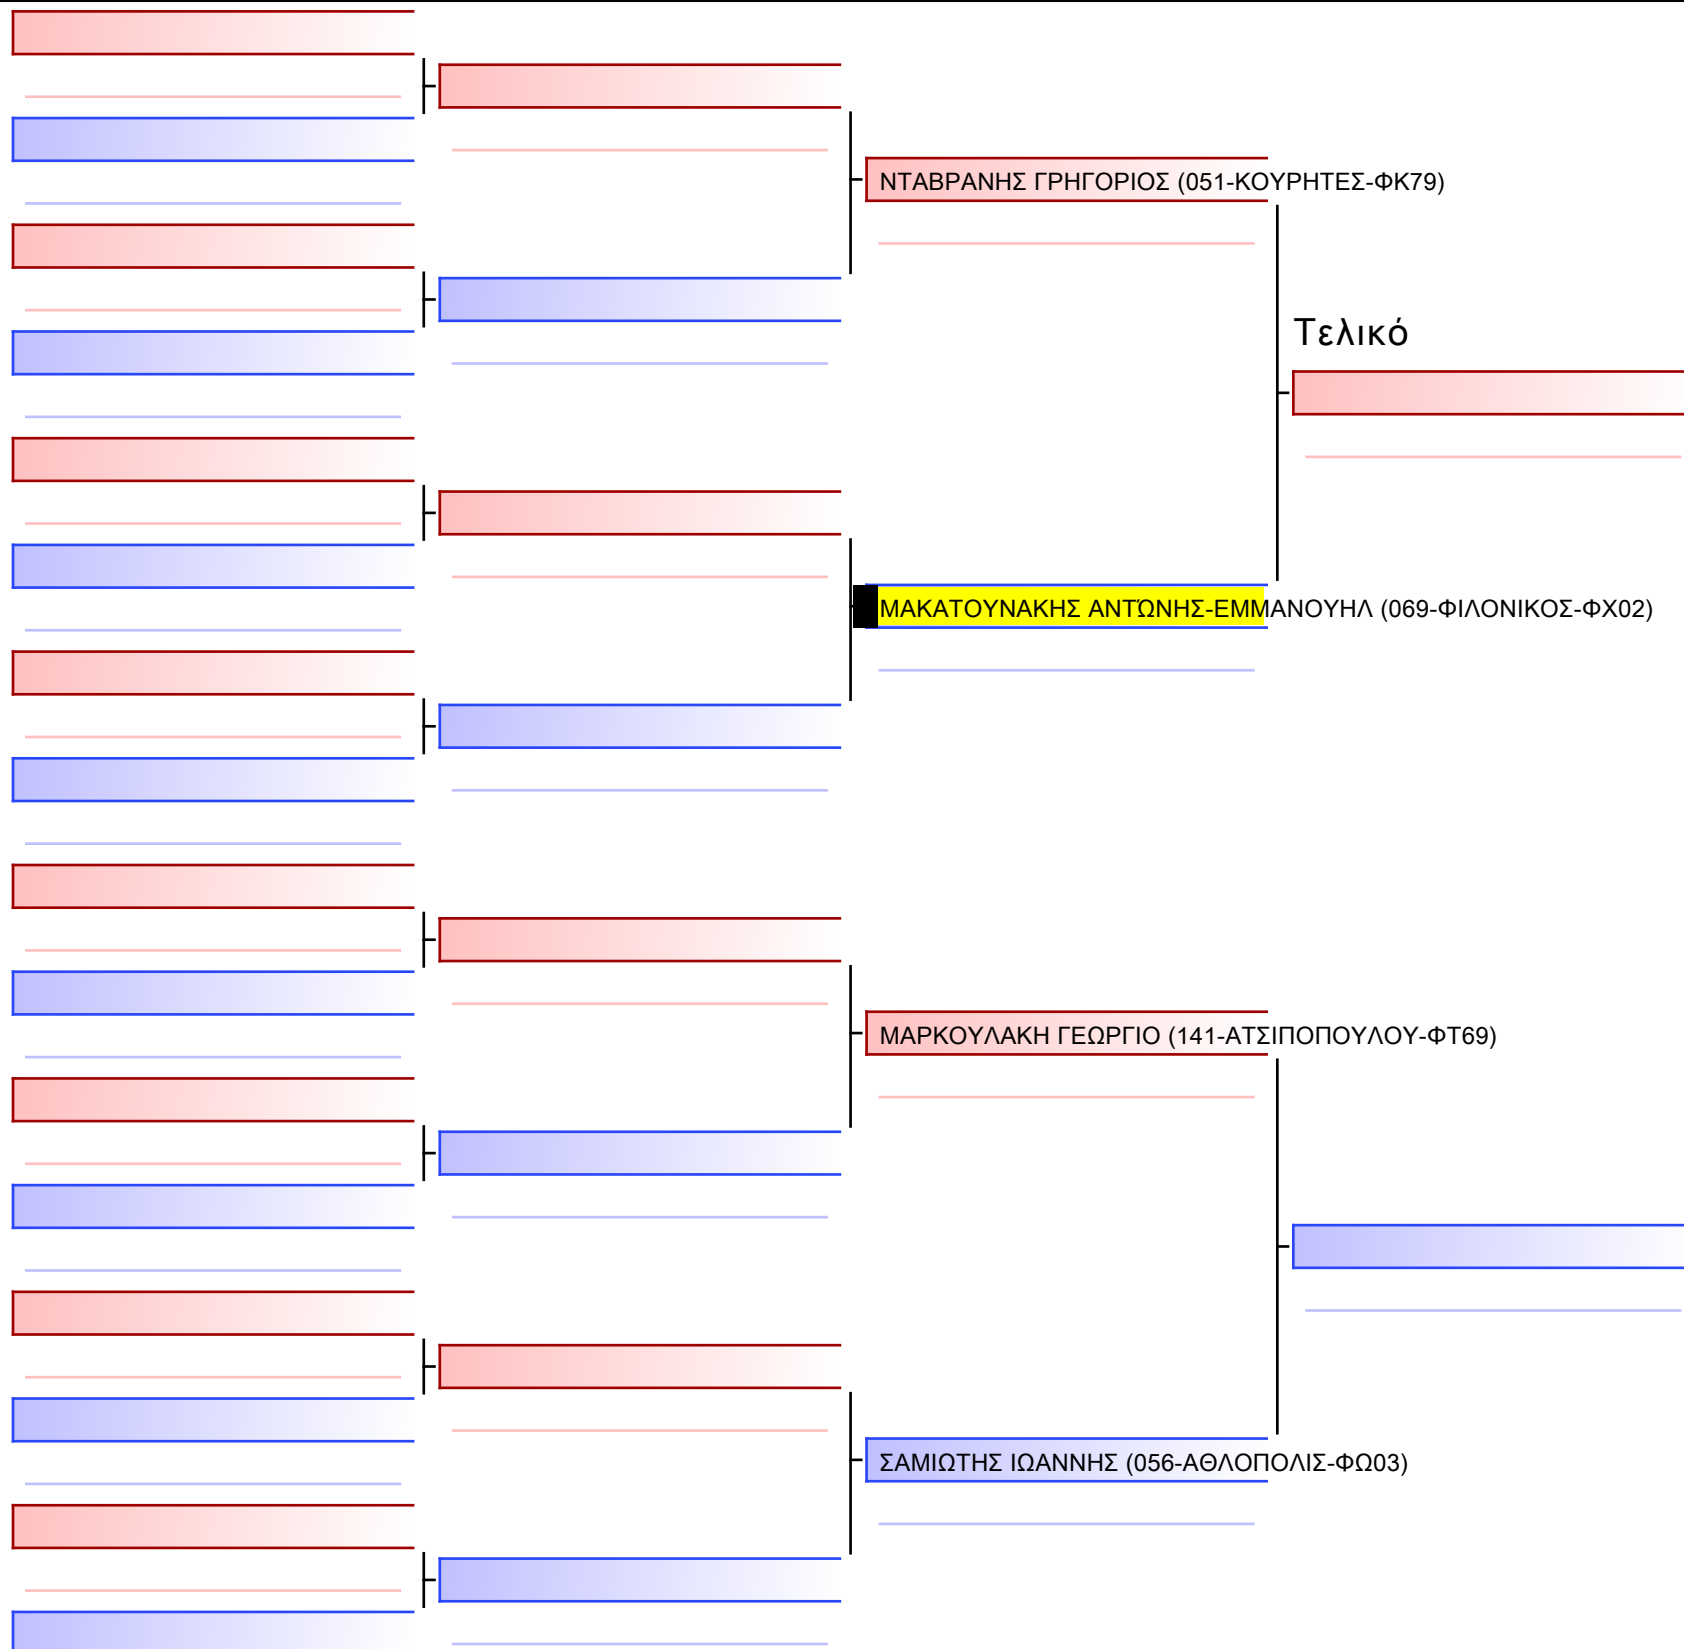 ΝΤΑΒΡΑΝΗΣ ΓΡΗΓΟΡΙΟΣ (051-ΚΟΥΡΗΤΕΣ-ΦΚ79)
Τελικό
ΜΑΚΑΤΟΥΝΑΚΗΣ ΑΝΤΏΝΗΣ-ΕΜΜΑΝΟΥΗΛ (069-ΦΙΛΟΝΙΚΟΣ-ΦΧ02)
ΜΑΡΚΟΥΛΑΚΗ ΓΕΩΡΓΙΟ (141-ΑΤΣΙΠΟΠΟΥΛΟΥ-ΦΤ69)
ΣΑΜΙΩΤΗΣ ΙΩΑΝΝΗΣ (056-ΑΘΛΟΠΟΛΙΣ-ΦΩ03)